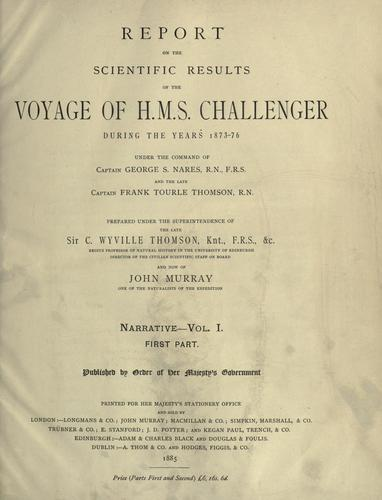 REPORT
ON THE
SCIENTIFIC RESULTS
OF THE
VOYAGE OF H.M.S. CHALLENGER
DURING THE YEARS 1873-76
UNDER THE COMMAND OF
CAPTAIN GEORGE S. NARES, R.N., F.R.S.
AND THE LATE
CAPTAIN FRANK TOURLE THOMSON, R.N.
PREPARED UNDER THE SUPERINTENDENCE OF
THE LATE
Sir C. WYVILLE THOMSON, Knt., F.R.S., &c.
REGIUS PROFESSOR OF NATURAL HISTORY IN THE UNIVERSITY OF EDINBURGH
DIRECTOR OF THE CIVILIAN SCIENTIFIC STAFF ON BOARD
AND NOW OF
JOHN MURRAY
ONE OF THE NATURALISTS OF THE EXPEDITION
NARRATIVE—VOL. I.
FIRST PART.
Published by Order of Her Majesty's Government
PRINTED FOR HER MAJESTY'S STATIONERY OFFICE
AND SOLD BY
LONDON:—LONGMANS & CO.; JOHN MURRAY; MACMILLAN & CO.; SIMPKIN, MARSHALL, & CO.
TRÜBNER & CO.; E. STANFORD; J. D. POTTER; AND KEGAN PAUL, TRENCH, & CO.
EDINBURGH:—ADAM & CHARLES BLACK AND DOUGLAS & FOULIS.
DUBLIN:—A. THOM & CO. AND HODGES, FIGGIS, & CO.
1885
Price (Parts First and Second) £6, 16s. 6d.